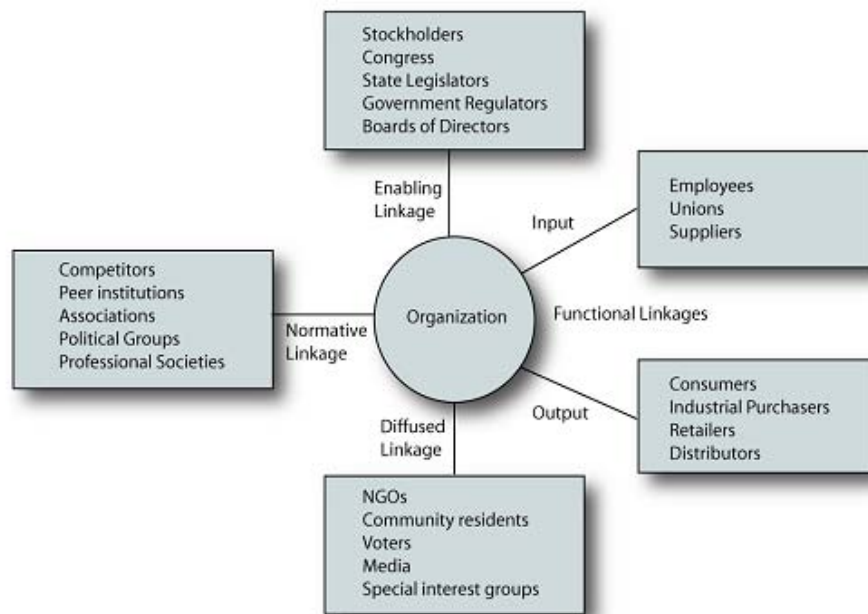 Stockholders
Congress
State Legislators
Government Regulators
Boards of Directors
Enabling
Linkage
Employees
Unions
Suppliers
Input
Competitors
Peer institutions
Associations
Political Groups
Professional Societies
Normative
Linkage
Organization
Functional Linkages
Consumers
Industrial Purchasers
Retailers
Distributors
Output
Diffused
Linkage
NGOs
Community residents
Voters
Media
Special interest groups